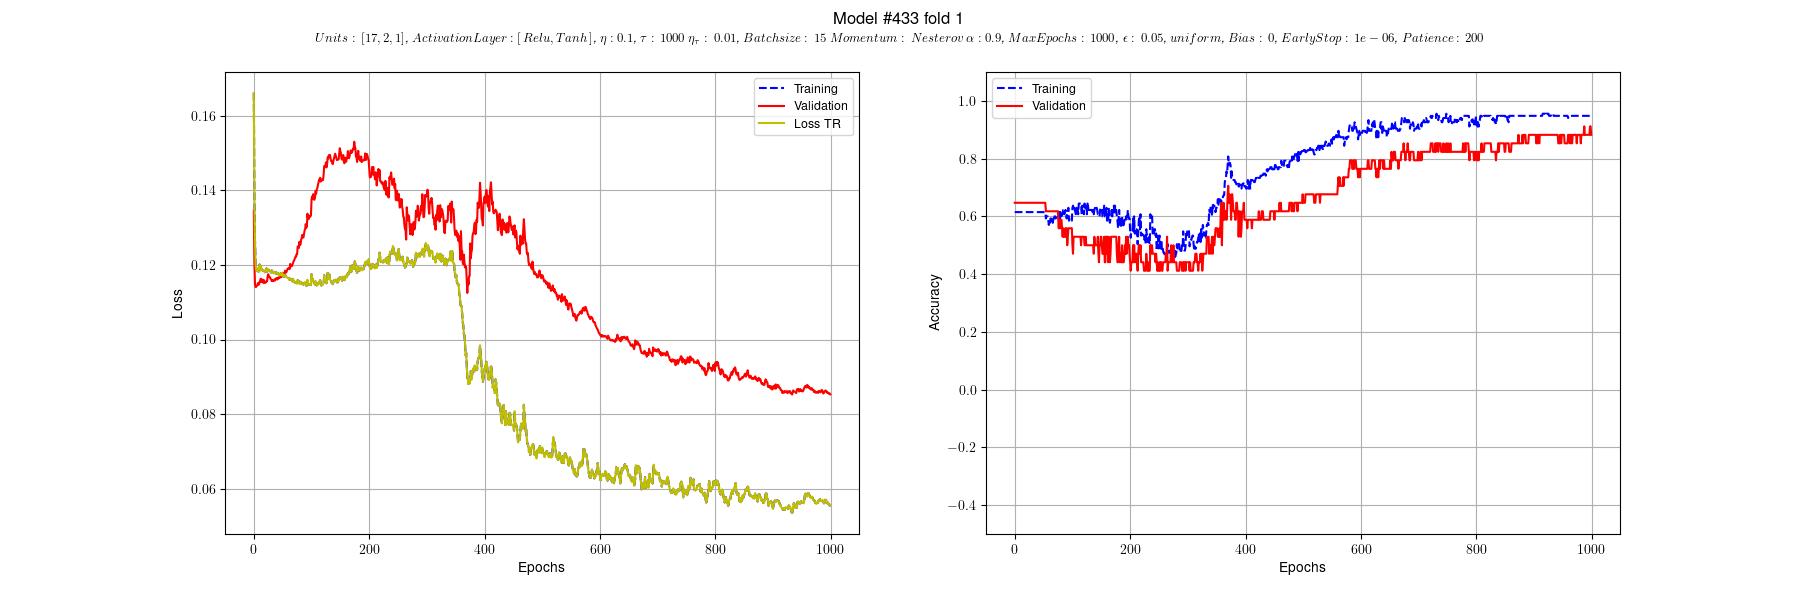 Model #433 fold 1
Units : [17, 2, 1], ActivationLayer : [ Relu, Tanh ], η : 0.1, τ : 1000 ητ : 0.01, Batchsize : 15 Momentum : Nesterov α : 0.9, MaxEpochs : 1000, ϵ : 0.05, uniform, Bias : 0, EarlyStop : 1e − 06, Patience : 200
Training
Validation
Loss TR
0.16
0.14
0.12
0.10
0.08
0.06
Loss
0 200 400 600 800 1000
Epochs
Training
Validation
1.0
0.8
0.6
0.4
0.2
0.0
−0.2
−0.4
Accuracy
0 200 400 600 800 1000
Epochs